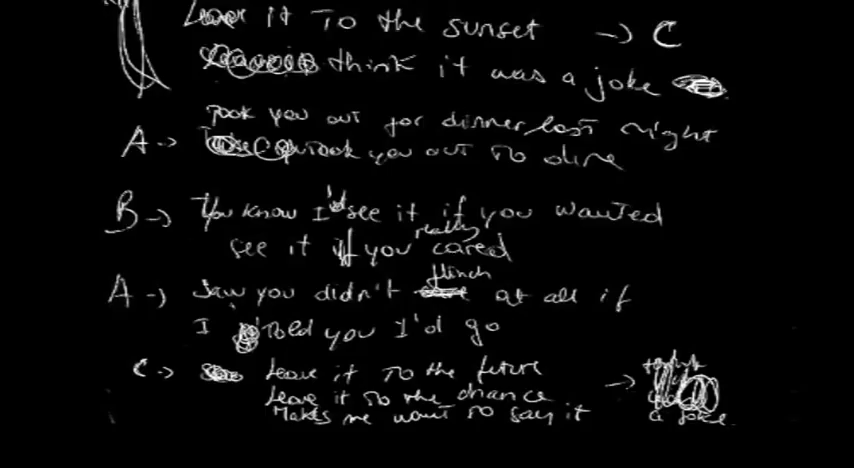 Leave it to the sunset → C
think it was a joke
Took you out for dinner last night
A → Took you out to dine
B → You know I'd see it if you wanted
really
see it if you cared
flinch
A → Saw you didn't at all if
I told you I'd go
C → Leave it to the future
Leave it to the chance →
Makes me want to say it a joke